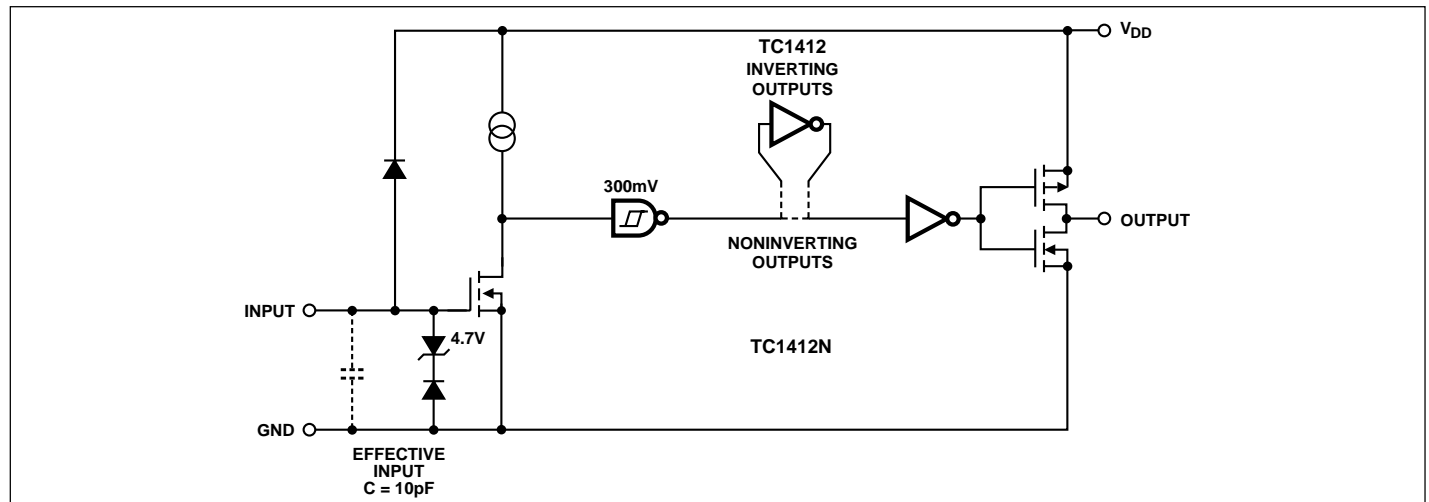 V_DD
TC1412
INVERTING
OUTPUTS
300mV
NONINVERTING
OUTPUTS
OUTPUT
INPUT
4.7V
TC1412N
GND
EFFECTIVE
INPUT
C = 10pF